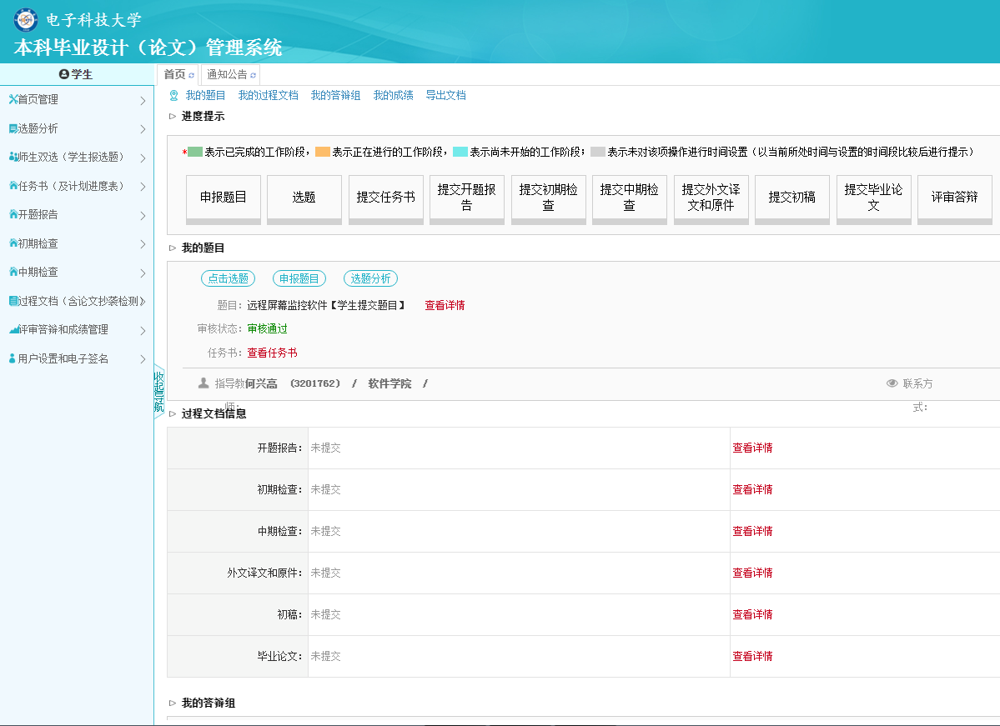 电子科技大学
本科毕业设计（论文）管理系统
学生
首页管理
选题分析
师生双选（学生报选题）
任务书（及计划进度表）
开题报告
初期检查
中期检查
过程文档（含论文抄袭检测）
评审答辩和成绩管理
用户设置和电子签名
收起导航
首页 通知公告
我的题目 我的过程文档 我的答辩组 我的成绩 导出文档
进度提示
*表示已完成的工作阶段， 表示正在进行的工作阶段， 表示尚未开始的工作阶段； 表示未对该项操作进行时间设置（以当前所处时间与设置的时间段比较后进行提示）
申报题目
选题
提交任务书
提交开题报
告
提交初期检
查
提交中期检
查
提交外文译
文和原件
提交初稿
提交毕业论
文
评审答辩
我的题目
点击选题 申报题目 选题分析
题目： 远程屏幕监控软件【学生提交题目】 查看详情
审核状态： 审核通过
任务书： 查看任务书
指导教何兴高 （3201762） / 软件学院 / 联系方
师： 式：
过程文档信息
开题报告： 未提交 查看详情
初期检查： 未提交 查看详情
中期检查： 未提交 查看详情
外文译文和原件： 未提交 查看详情
初稿： 未提交 查看详情
毕业论文： 未提交 查看详情
我的答辩组